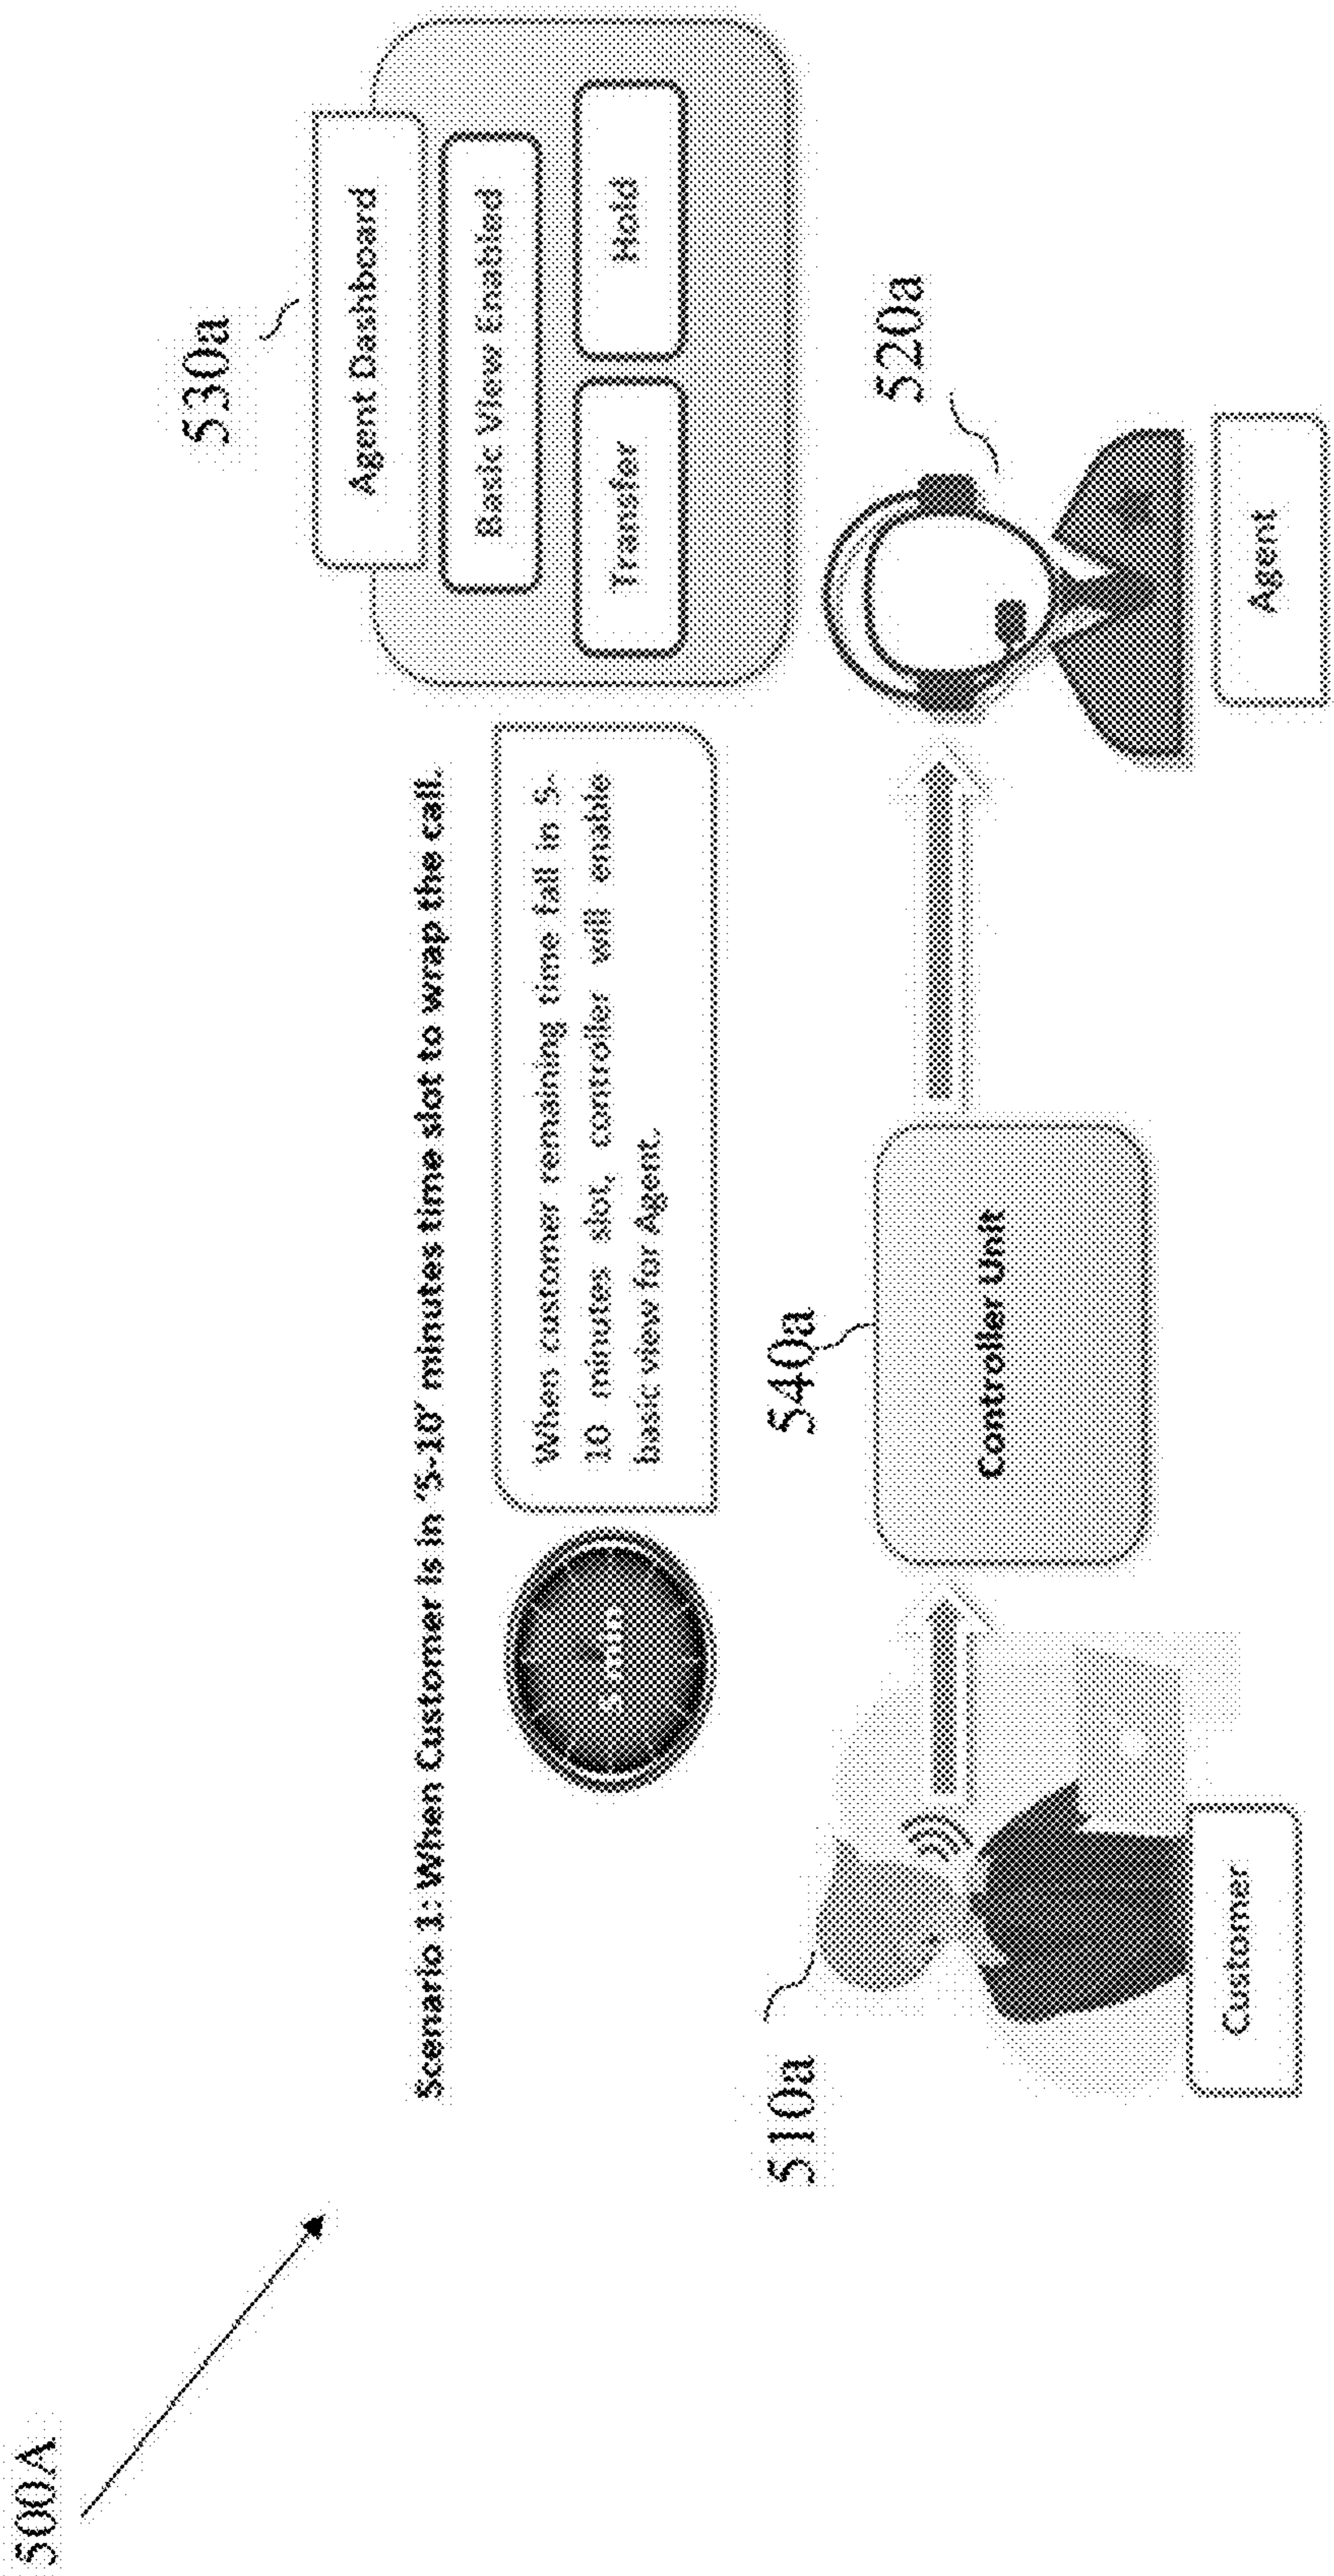 500A
Scenario 1: When Customer is in '5-10' minutes time slot to wrap the call.
530a
Agent Dashboard
Basic View Enabled
Transfer
Hold
5 min
When customer remaining time fall in 5-
10 minutes slot, controller will enable
basic view for Agent.
510a
540a
520a
Controller Unit
Customer
Agent